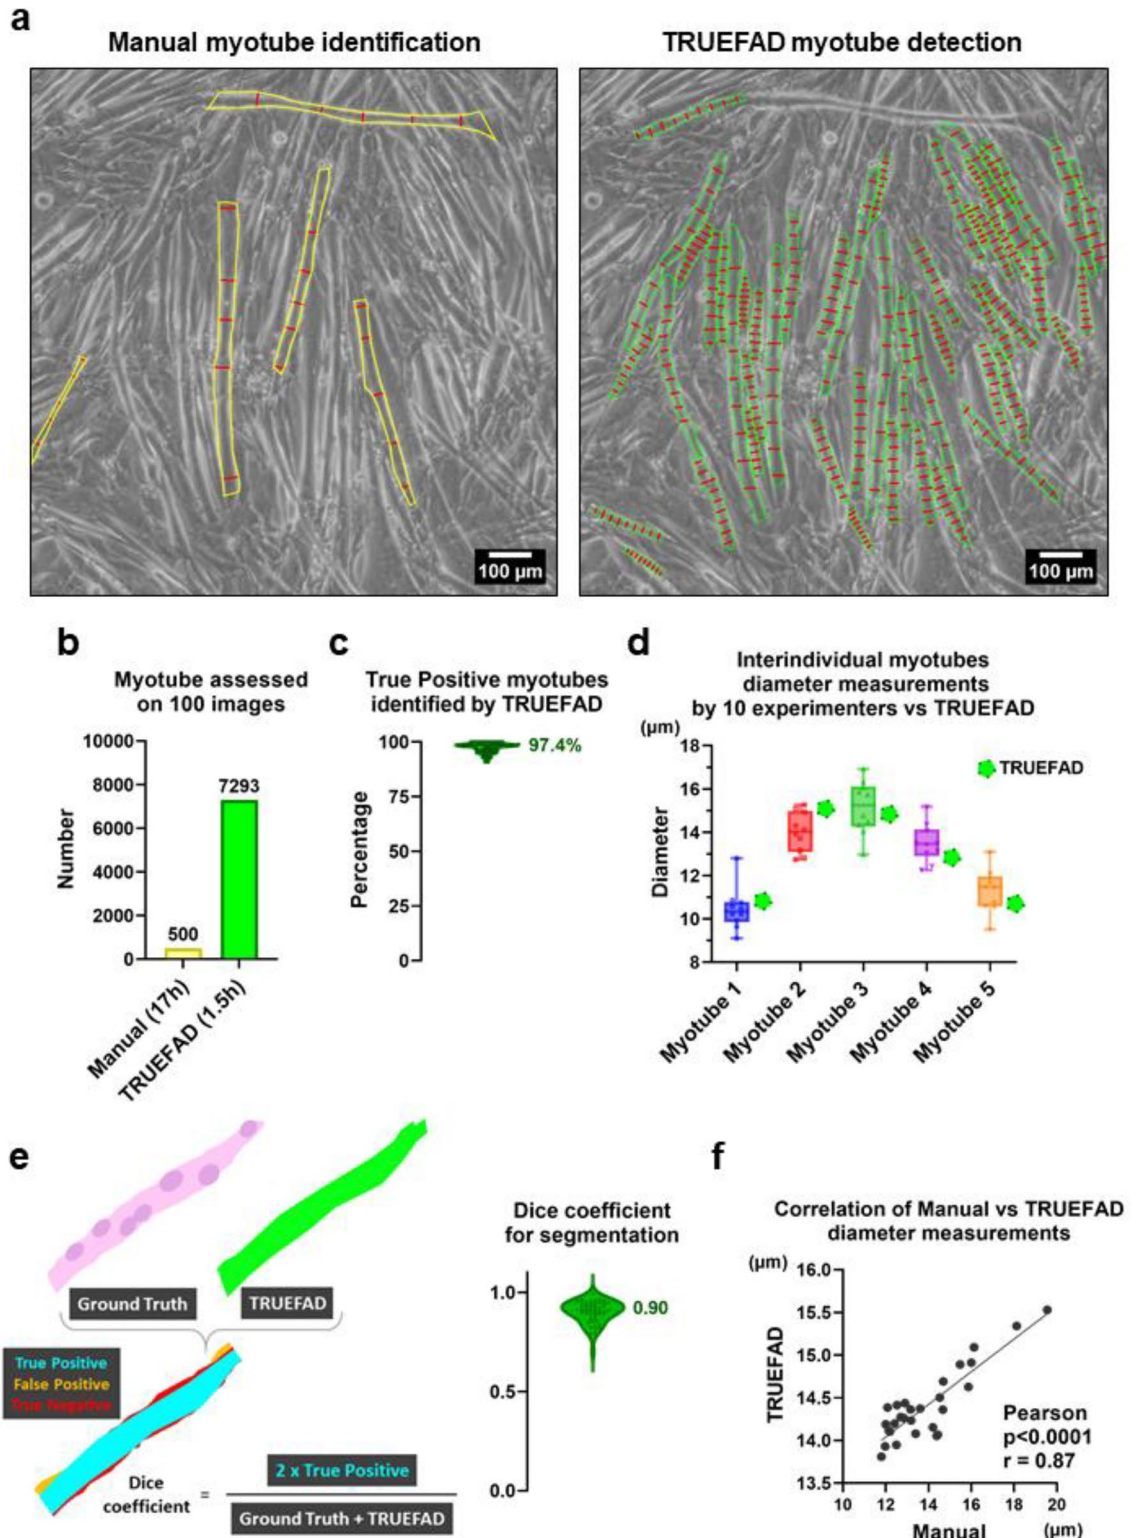 a
Manual myotube identification
TRUEFAD myotube detection
100 µm
100 µm
b
Myotube assessed
on 100 images
10000
8000
6000
4000
2000
0
Number
500
7293
Manual (17h)
TRUEFAD (1.5h)
c
True Positive myotubes
identified by TRUEFAD
100
75
50
25
0
Percentage
97.4%
d
Interindividual myotubes
diameter measurements
by 10 experimenters vs TRUEFAD
(µm)
18
16
14
12
10
8
Diameter
TRUEFAD
Myotube 1
Myotube 2
Myotube 3
Myotube 4
Myotube 5
e
Ground Truth
TRUEFAD
True Positive
False Positive
True Negative
Dice
coefficient
=
2 x True Positive
Ground Truth + TRUEFAD
Dice coefficient
for segmentation
1.0
0.5
0.0
0.90
f
Correlation of Manual vs TRUEFAD
diameter measurements
(µm)
16.0
15.5
15.0
14.5
14.0
13.5
TRUEFAD
Pearson
p<0.0001
r = 0.87
10
12
14
16
18
20
Manual
(µm)